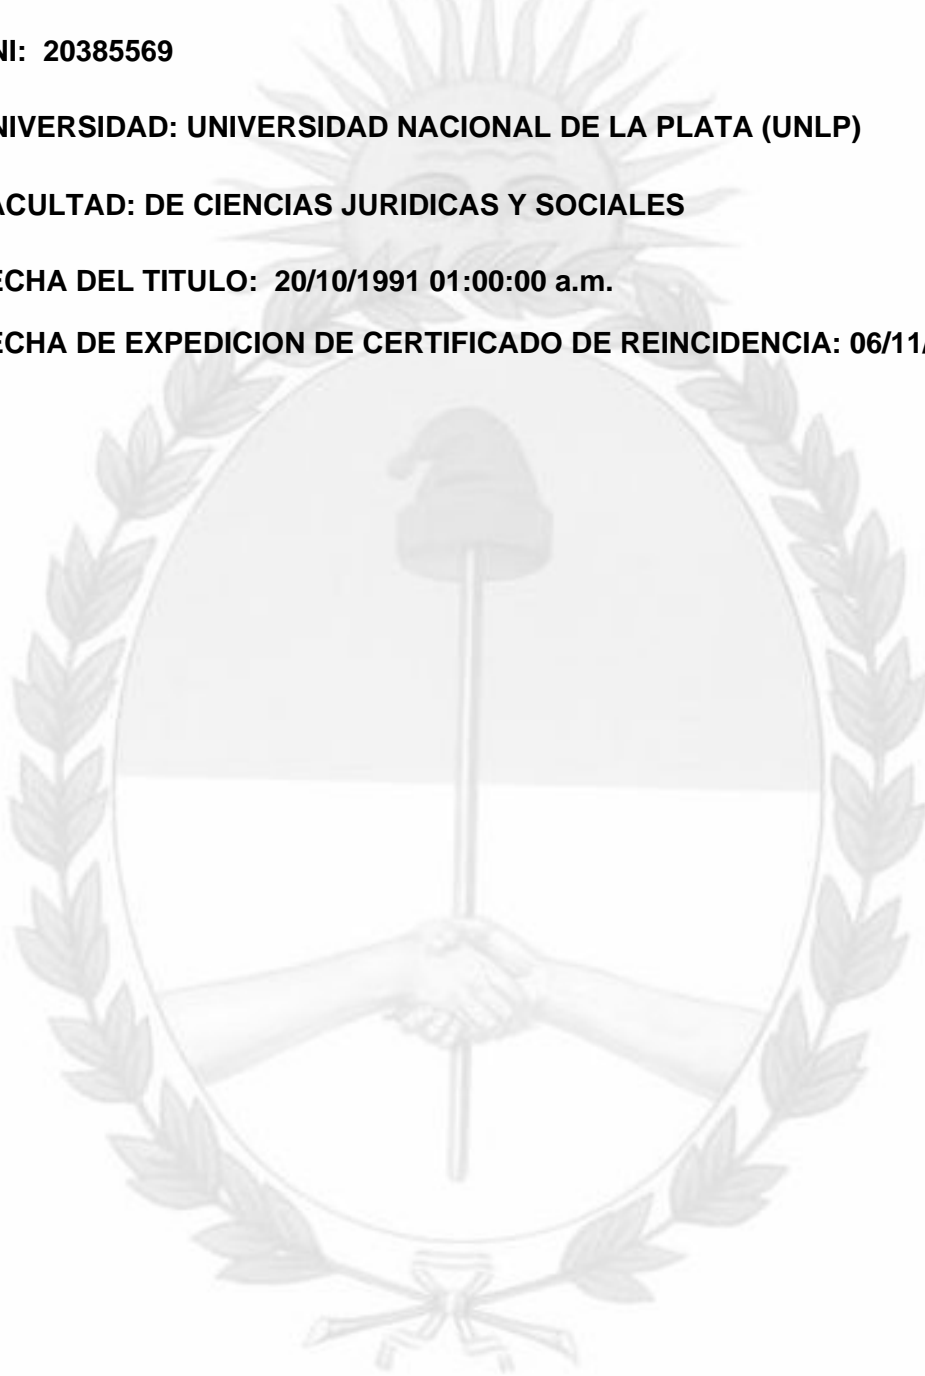 NI: 20385569
NIVERSIDAD: UNIVERSIDAD NACIONAL DE LA PLATA (UNLP)
ACULTAD: DE CIENCIAS JURIDICAS Y SOCIALES
ECHA DEL TITULO: 20/10/1991 01:00:00 a.m.
ECHA DE EXPEDICION DE CERTIFICADO DE REINCIDENCIA: 06/11/